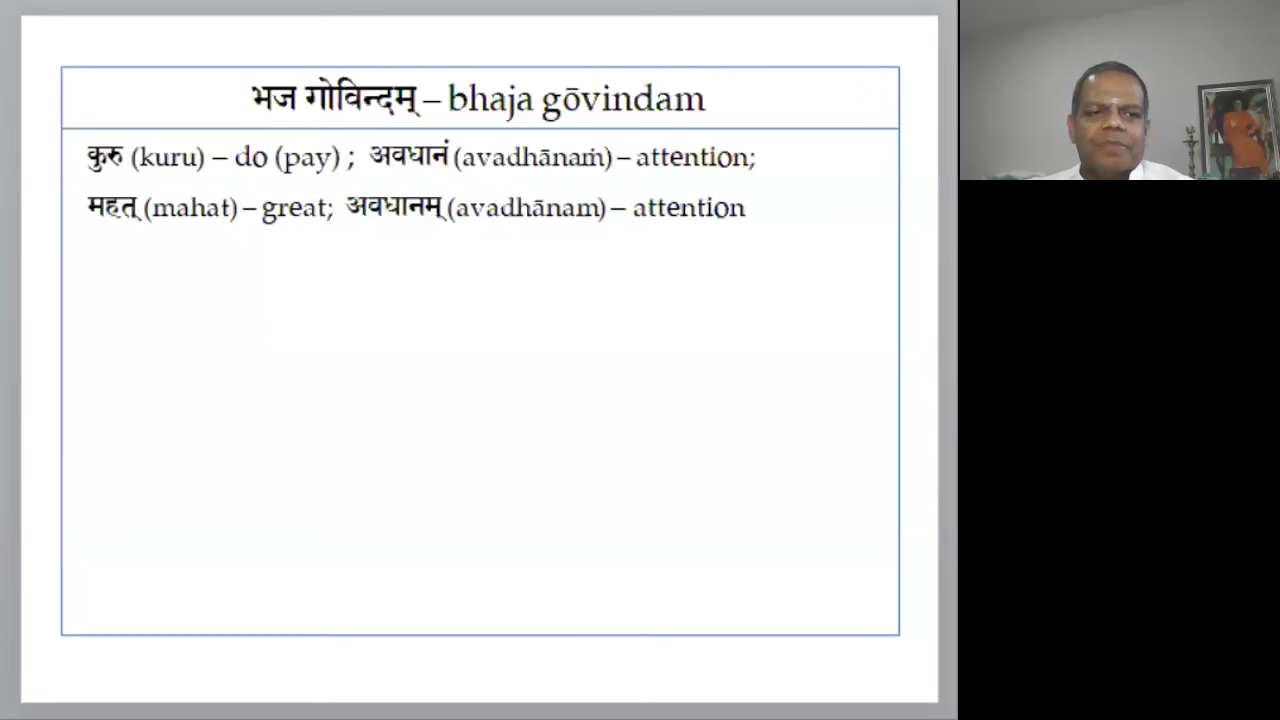 भज गोविन्दम् – bhaja gōvindam
कुरु (kuru) – do (pay) ; अवधानं (avadhānaṁ) – attention;
महत् (mahat) – great; अवधानम् (avadhānam) – attention